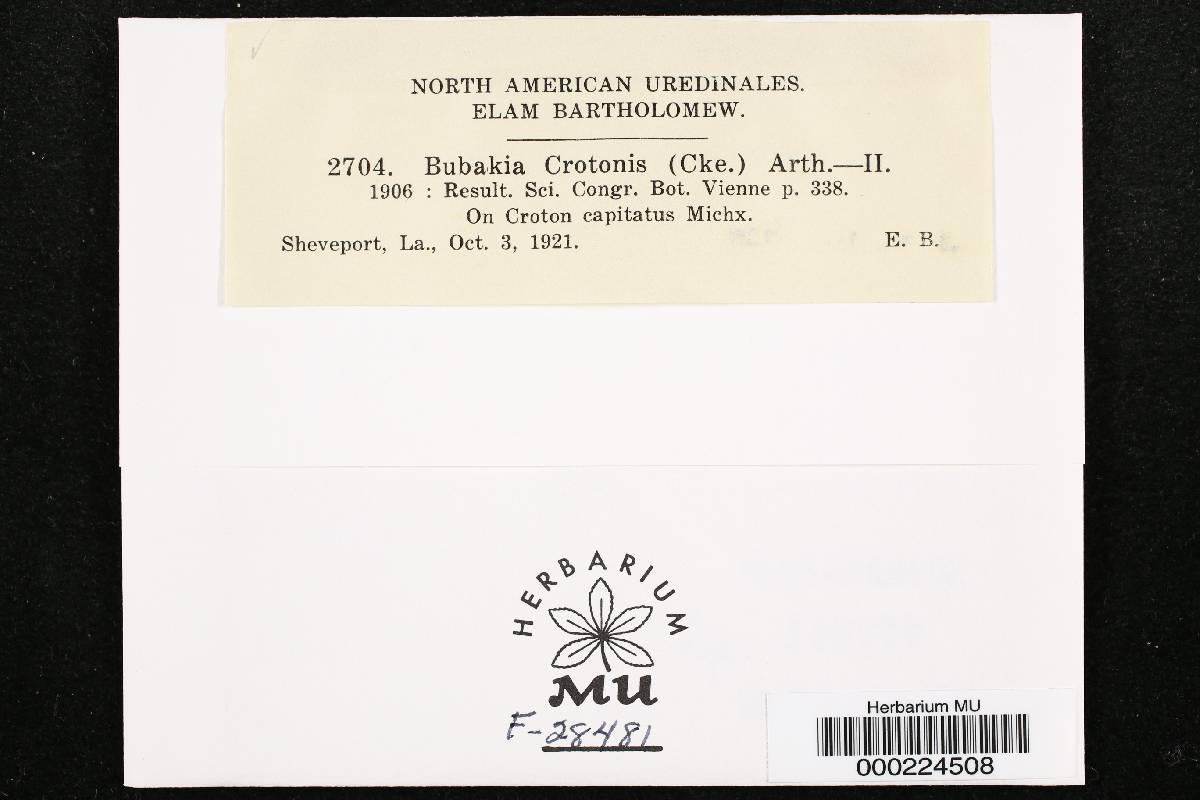 NORTH AMERICAN UREDINALES.
ELAM BARTHOLOMEW.
2704. Bubakia Crotonis (Cke.) Arth.—II.
1906 : Result. Sci. Congr. Bot. Vienne p. 338.
On Croton capitatus Michx.
Sheveport, La., Oct. 3, 1921. E. B.
HERBARIUM
MU
F-28481
Herbarium MU
000224508